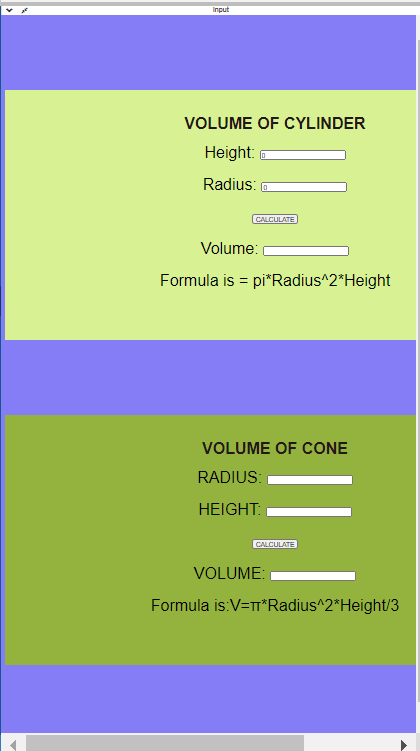 input
VOLUME OF CYLINDER
Height: 0
Radius: 0
CALCULATE
Volume:
Formula is = pi*Radius^2*Height
VOLUME OF CONE
RADIUS:
HEIGHT:
CALCULATE
VOLUME:
Formula is:V=π*Radius^2*Height/3